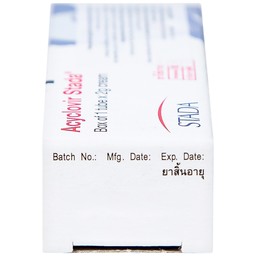 Acyclovir Stada®
Box of 1 tube x 2g cream
STADA
Batch No.: Mfg. Date: Exp. Date:
ยาสิ้นอายุ